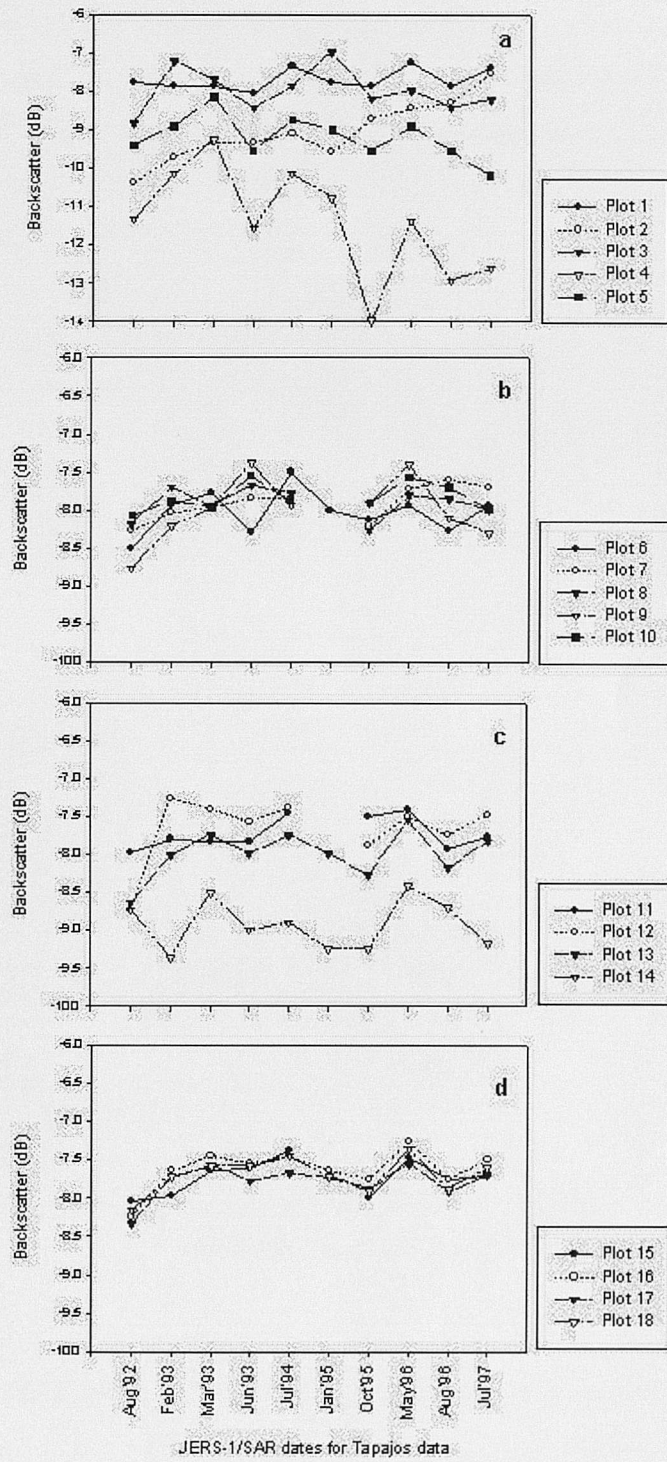 a
Backscatter (dB)
-6
-7
-8
-9
-10
-11
-12
-13
-14
Plot 1
Plot 2
Plot 3
Plot 4
Plot 5
b
Backscatter (dB)
-6.0
-6.5
-7.0
-7.5
-8.0
-8.5
-9.0
-9.5
-10.0
Plot 6
Plot 7
Plot 8
Plot 9
Plot 10
c
Backscatter (dB)
-6.0
-6.5
-7.0
-7.5
-8.0
-8.5
-9.0
-9.5
-10.0
Plot 11
Plot 12
Plot 13
Plot 14
d
Backscatter (dB)
-6.0
-6.5
-7.0
-7.5
-8.0
-8.5
-9.0
-9.5
-10.0
Plot 15
Plot 16
Plot 17
Plot 18
Aug'92
Feb'93
Mar'93
Jun'93
Jul'94
Jan'95
Oct'95
May'96
Aug'96
Jul'97
JERS-1/SAR dates for Tapajos data